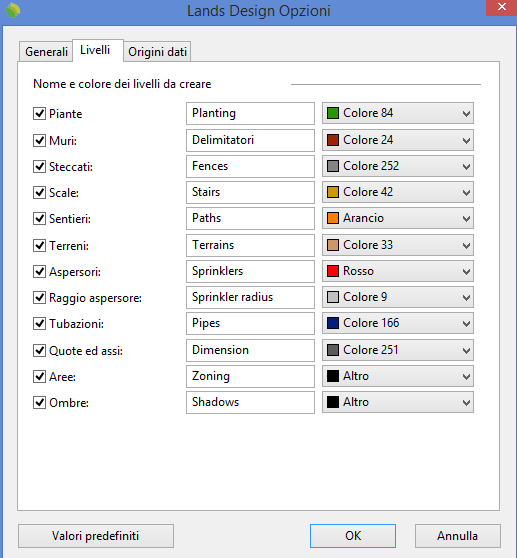 Lands Design Opzioni
Generali Livelli Origini dati
Nome e colore dei livelli da creare
Piante Planting Colore 84
Muri: Delimitatori Colore 24
Steccati: Fences Colore 252
Scale: Stairs Colore 42
Sentieri: Paths Arancio
Terreni: Terrains Colore 33
Aspersori: Sprinklers Rosso
Raggio aspersore: Sprinkler radius Colore 9
Tubazioni: Pipes Colore 166
Quote ed assi: Dimension Colore 251
Aree: Zoning Altro
Ombre: Shadows Altro
Valori predefiniti OK Annulla